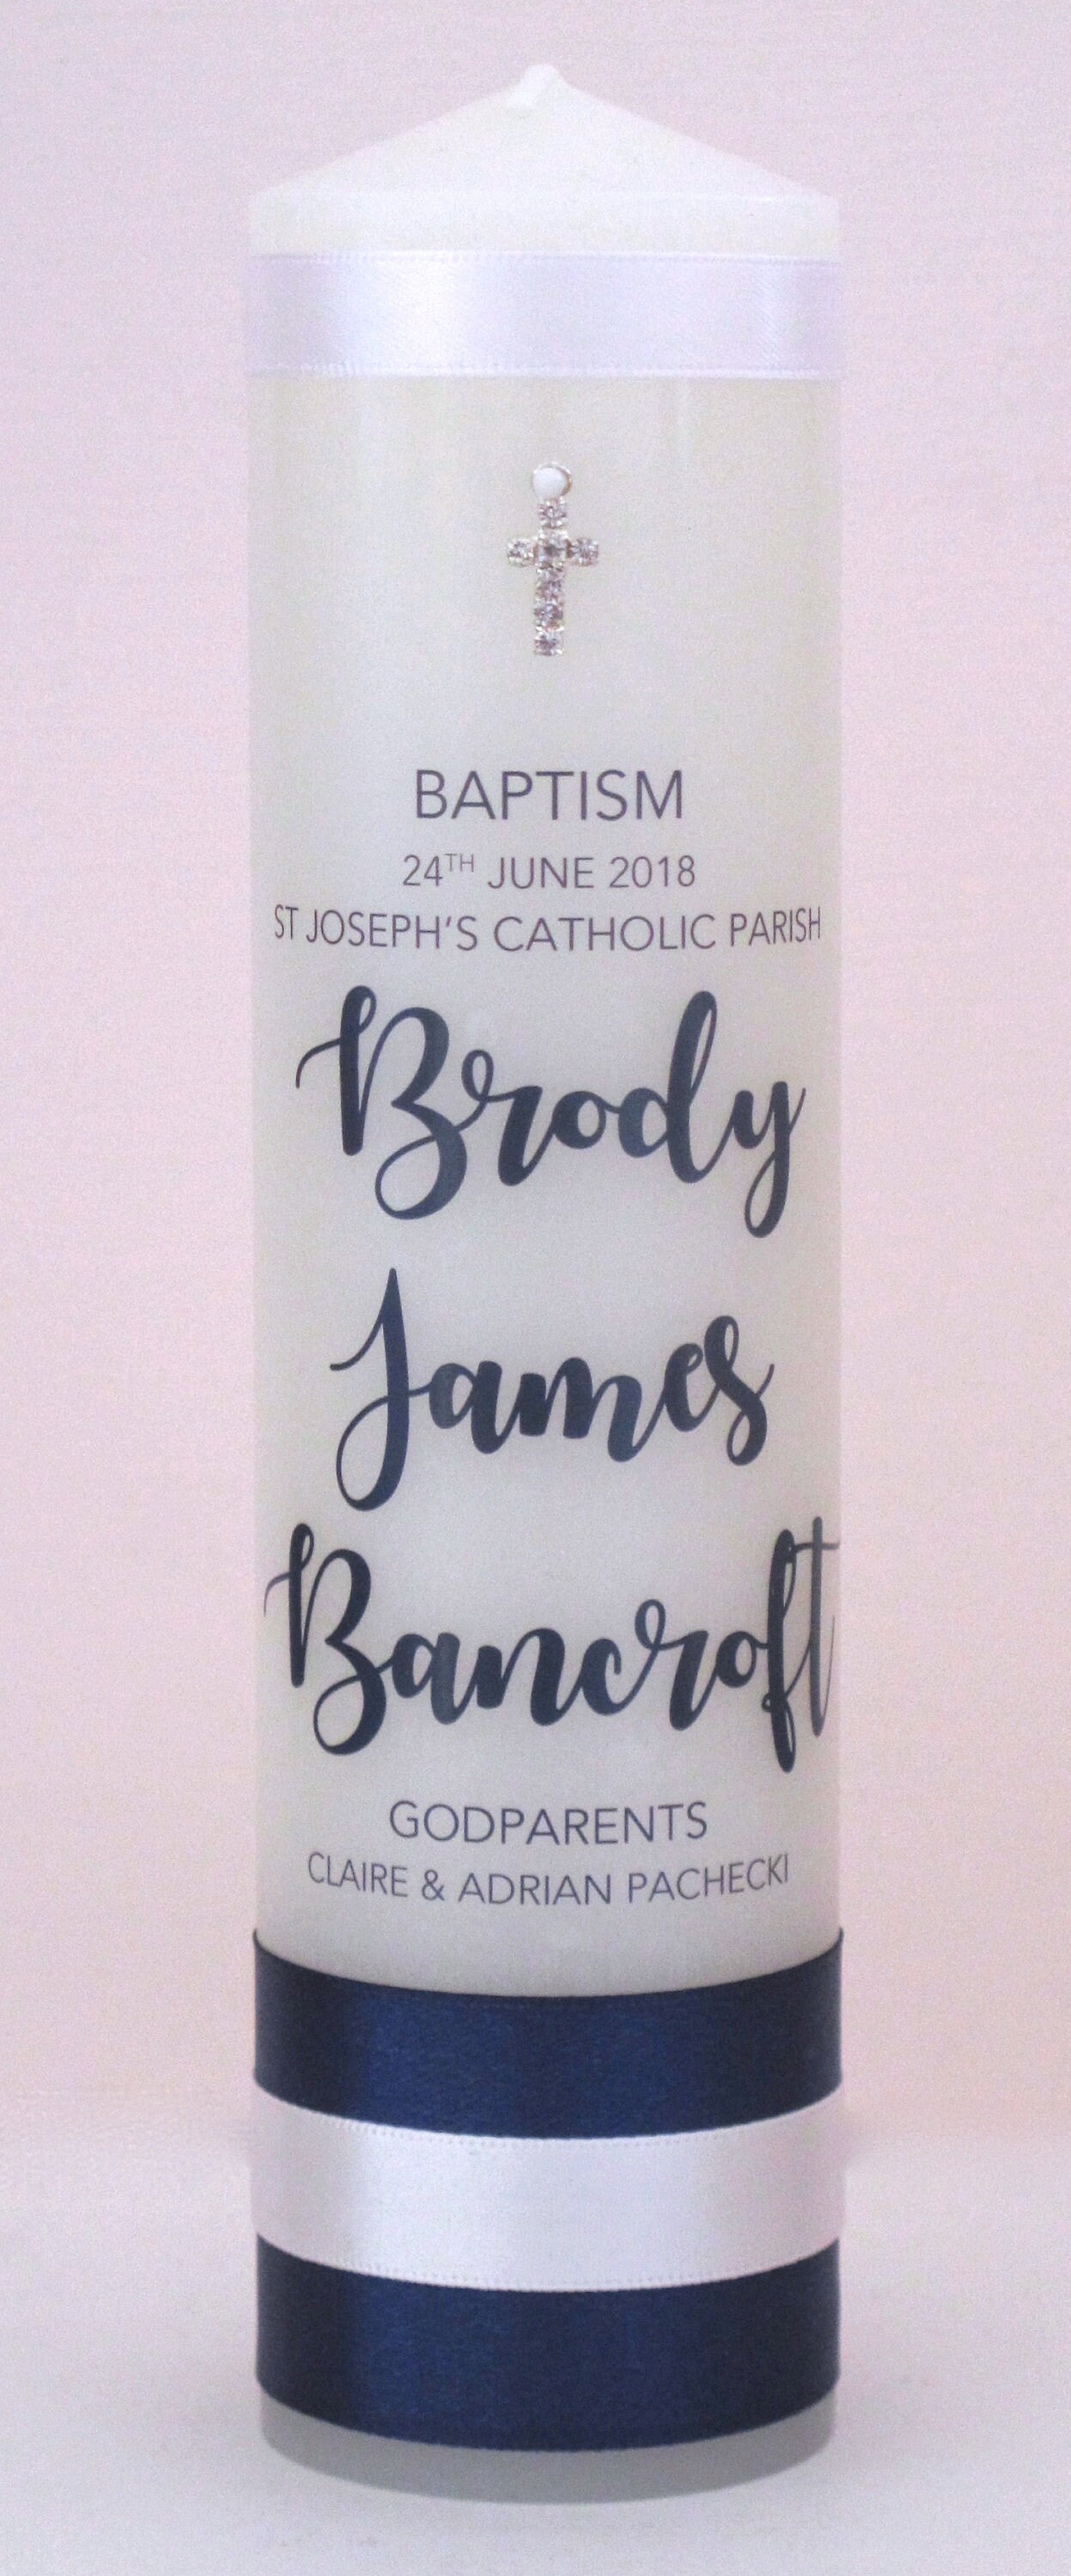 BAPTISM
24TH JUNE 2018
ST JOSEPH'S CATHOLIC PARISH
Brody
James
Bancroft
GODPARENTS
CLAIRE & ADRIAN PACHECKI